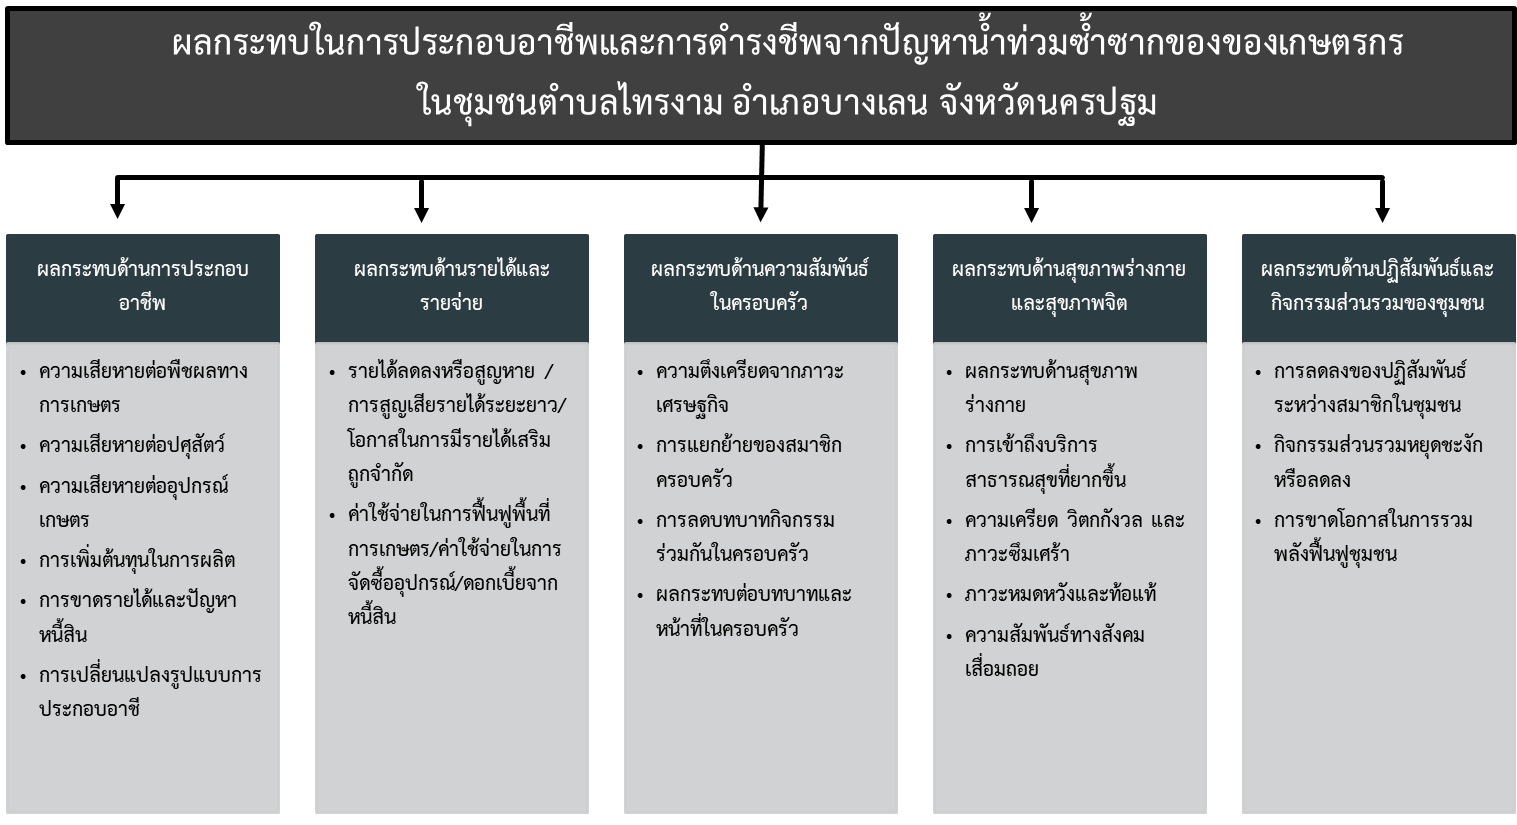 ผลกระทบในการประกอบอาชีพและการดำรงชีพจากปัญหาน้ำท่วมซ้ำซากของของเกษตรกร
ในชุมชนตำบลไทรงาม อำเภอบางเลน จังหวัดนครปฐม
ผลกระทบด้านการประกอบ
อาชีพ
• ความเสียหายต่อพืชผลทาง
การเกษตร
• ความเสียหายต่อปศุสัตว์
• ความเสียหายต่ออุปกรณ์
เกษตร
• การเพิ่มต้นทุนในการผลิต
• การขาดรายได้และปัญหา
หนี้สิน
• การเปลี่ยนแปลงรูปแบบการ
ประกอบอาชี
ผลกระทบด้านรายได้และ
รายจ่าย
• รายได้ลดลงหรือสูญหาย /
การสูญเสียรายได้ระยะยาว/
โอกาสในการมีรายได้เสริม
ถูกจำกัด
• ค่าใช้จ่ายในการฟื้นฟูพื้นที่
การเกษตร/ค่าใช้จ่ายในการ
จัดซื้ออุปกรณ์/ดอกเบี้ยจาก
หนี้สิน
ผลกระทบด้านความสัมพันธ์
ในครอบครัว
• ความตึงเครียดจากภาวะ
เศรษฐกิจ
• การแยกย้ายของสมาชิก
ครอบครัว
• การลดบทบาทกิจกรรม
ร่วมกันในครอบครัว
• ผลกระทบต่อบทบาทและ
หน้าที่ในครอบครัว
ผลกระทบด้านสุขภาพร่างกาย
และสุขภาพจิต
• ผลกระทบด้านสุขภาพ
ร่างกาย
• การเข้าถึงบริการ
สาธารณสุขที่ยากขึ้น
• ความเครียด วิตกกังวล และ
ภาวะซึมเศร้า
• ภาวะหมดหวังและท้อแท้
• ความสัมพันธ์ทางสังคม
เสื่อมถอย
ผลกระทบด้านปฏิสัมพันธ์และ
กิจกรรมส่วนรวมของชุมชน
• การลดลงของปฏิสัมพันธ์
ระหว่างสมาชิกในชุมชน
• กิจกรรมส่วนรวมหยุดชะงัก
หรือลดลง
• การขาดโอกาสในการรวม
พลังฟื้นฟูชุมชน